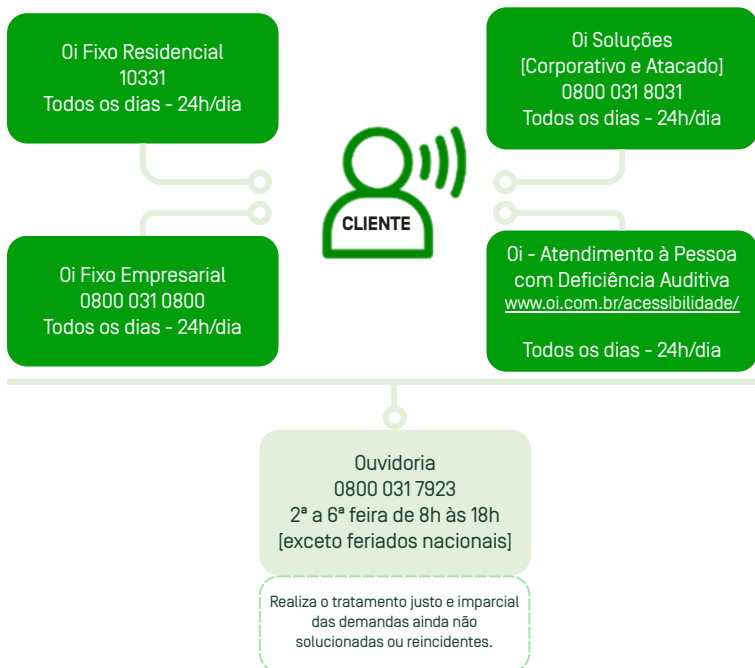 Oi Fixo Residencial
10331
Todos os dias - 24h/dia
Oi Soluções
[Corporativo e Atacado]
0800 031 8031
Todos os dias - 24h/dia
CLIENTE
Oi Fixo Empresarial
0800 031 0800
Todos os dias - 24h/dia
Oi - Atendimento à Pessoa
com Deficiência Auditiva
www.oi.com.br/acessibilidade/
Todos os dias - 24h/dia
Ouvidoria
0800 031 7923
2ª a 6ª feira de 8h às 18h
[exceto feriados nacionais]
Realiza o tratamento justo e imparcial
das demandas ainda não
solucionadas ou reincidentes.